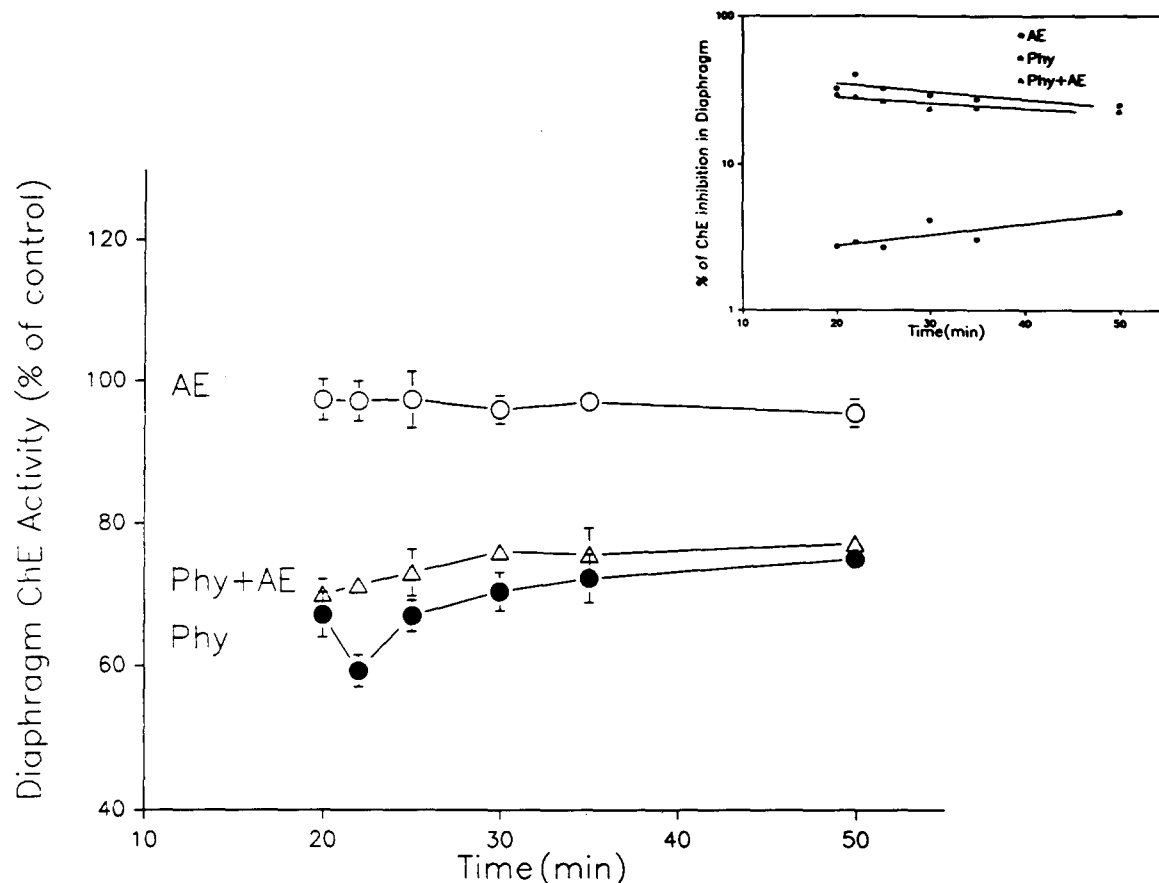 100
10
1
% of ChE inhibition in Diaphragm
AE
Phy
Phy+AE
10
20
30
40
50
Time(min)
Diaphragm ChE Activity (% of control)
120
100
80
60
40
AE
Phy+AE
Phy
10
20
30
40
50
Time(min)